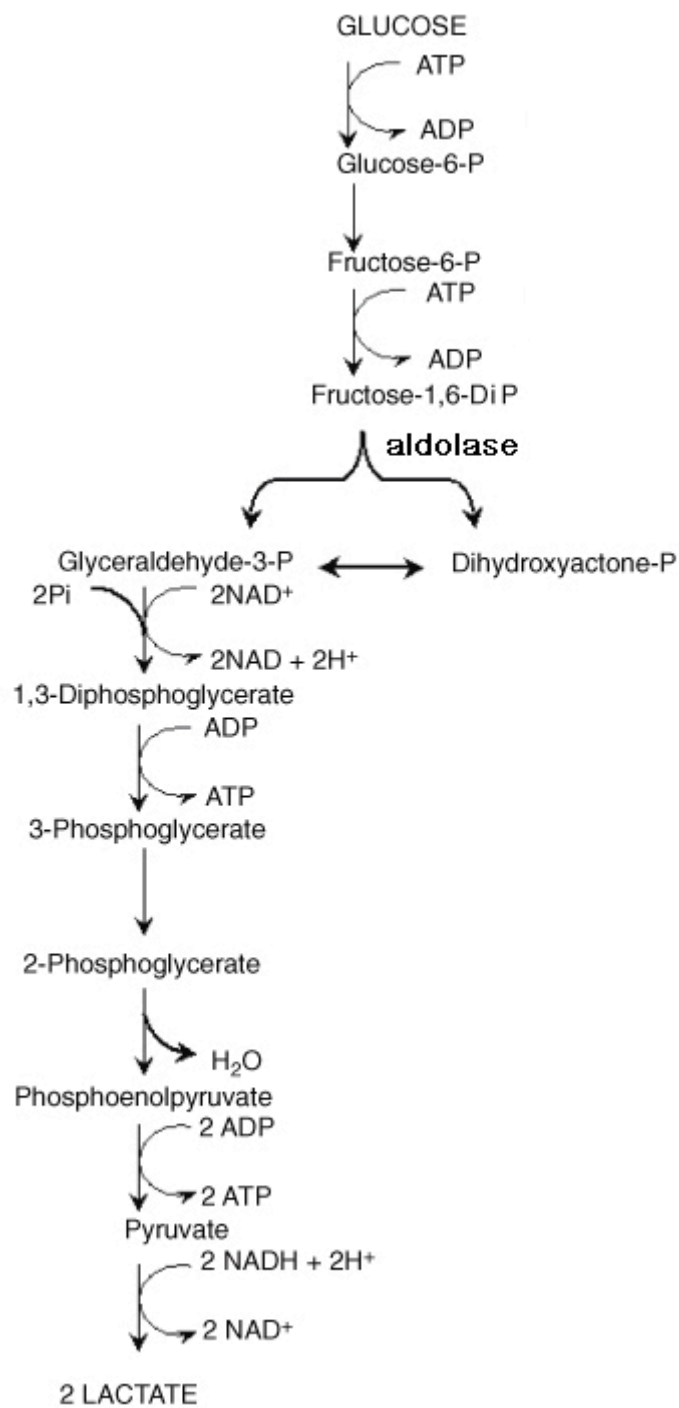 GLUCOSE
ATP
ADP
Glucose-6-P
Fructose-6-P
ATP
ADP
Fructose-1,6-Di P
aldolase
Glyceraldehyde-3-P
Dihydroxyactone-P
2Pi
2NAD⁺
2NAD + 2H⁺
1,3-Diphosphoglycerate
ADP
ATP
3-Phosphoglycerate
2-Phosphoglycerate
H₂O
Phosphoenolpyruvate
2 ADP
2 ATP
Pyruvate
2 NADH + 2H⁺
2 NAD⁺
2 LACTATE